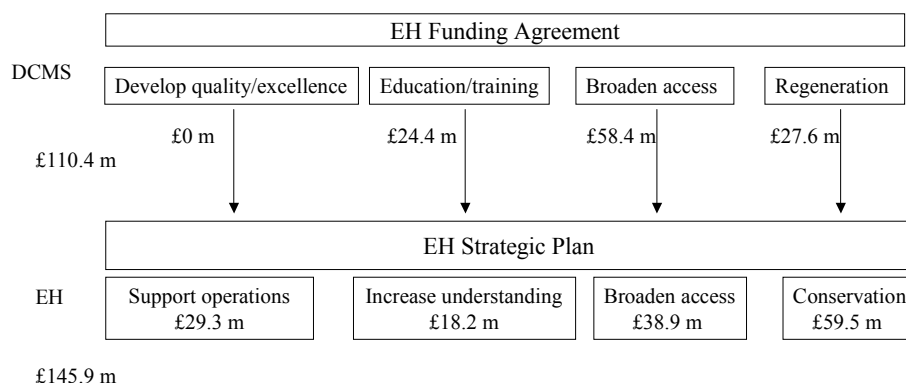 EH Funding Agreement
DCMS
Develop quality/excellence
Education/training
Broaden access
Regeneration
£0 m
£24.4 m
£58.4 m
£27.6 m
£110.4 m
EH Strategic Plan
EH
Support operations
£29.3 m
Increase understanding
£18.2 m
Broaden access
£38.9 m
Conservation
£59.5 m
£145.9 m